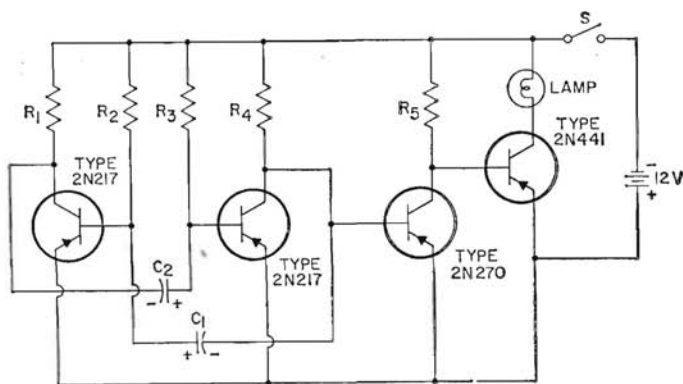 S
LAMP
R1
R2
R3
R4
R5
TYPE
2N217
TYPE
2N441
-
12V
+
TYPE
2N217
TYPE
2N270
C2
- +
C1
+ -